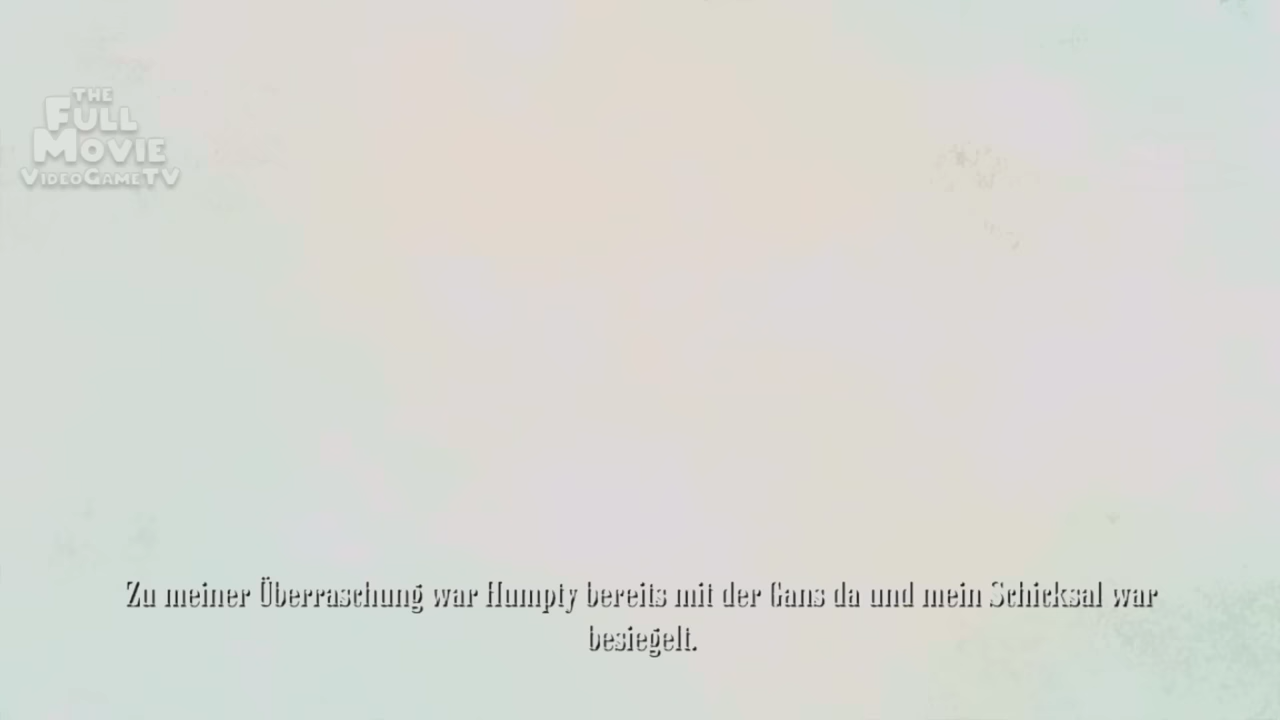 THE
FULL
MOVIE
VIDEOGAMETV
Zu meiner Überraschung war Humpty bereits mit der Gans da und mein Schicksal war
besiegelt.